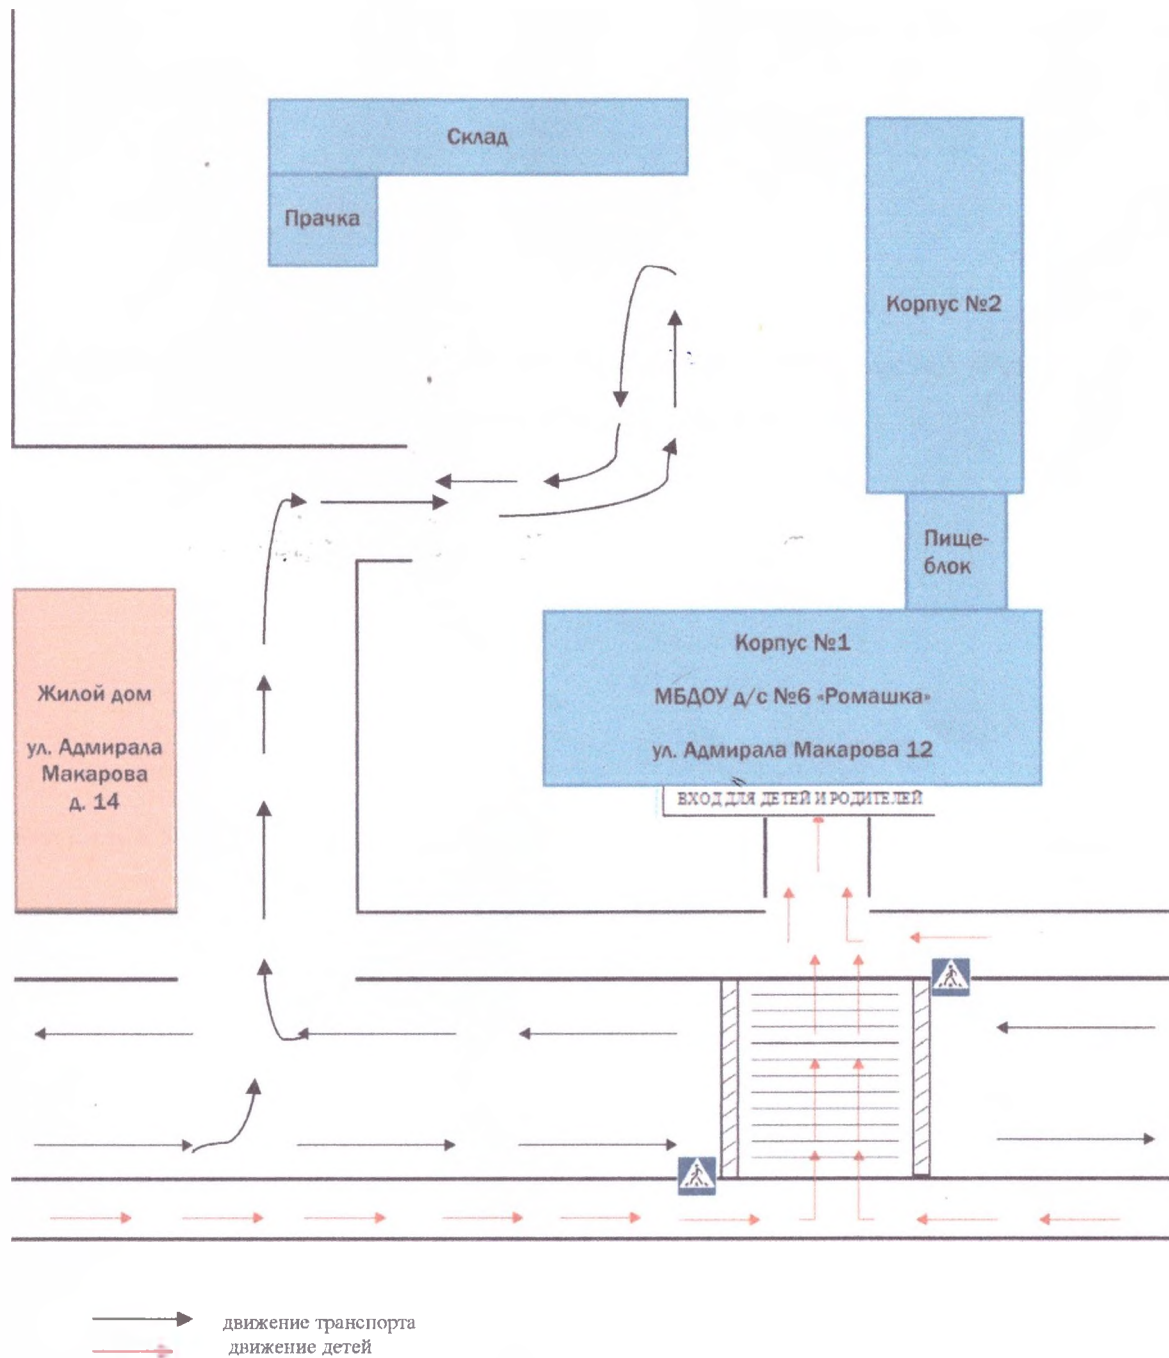 Склад
Прачка
Корпус №2
Пище-
блок
Корпус №1
МБДОУ д/с №6 «Ромашка»
ул. Адмирала Макарова 12
Жилой дом
ул. Адмирала
Макарова
д. 14
ВХОД ДЛЯ ДЕТЕЙ И РОДИТЕЛЕЙ
движение транспорта
движение детей